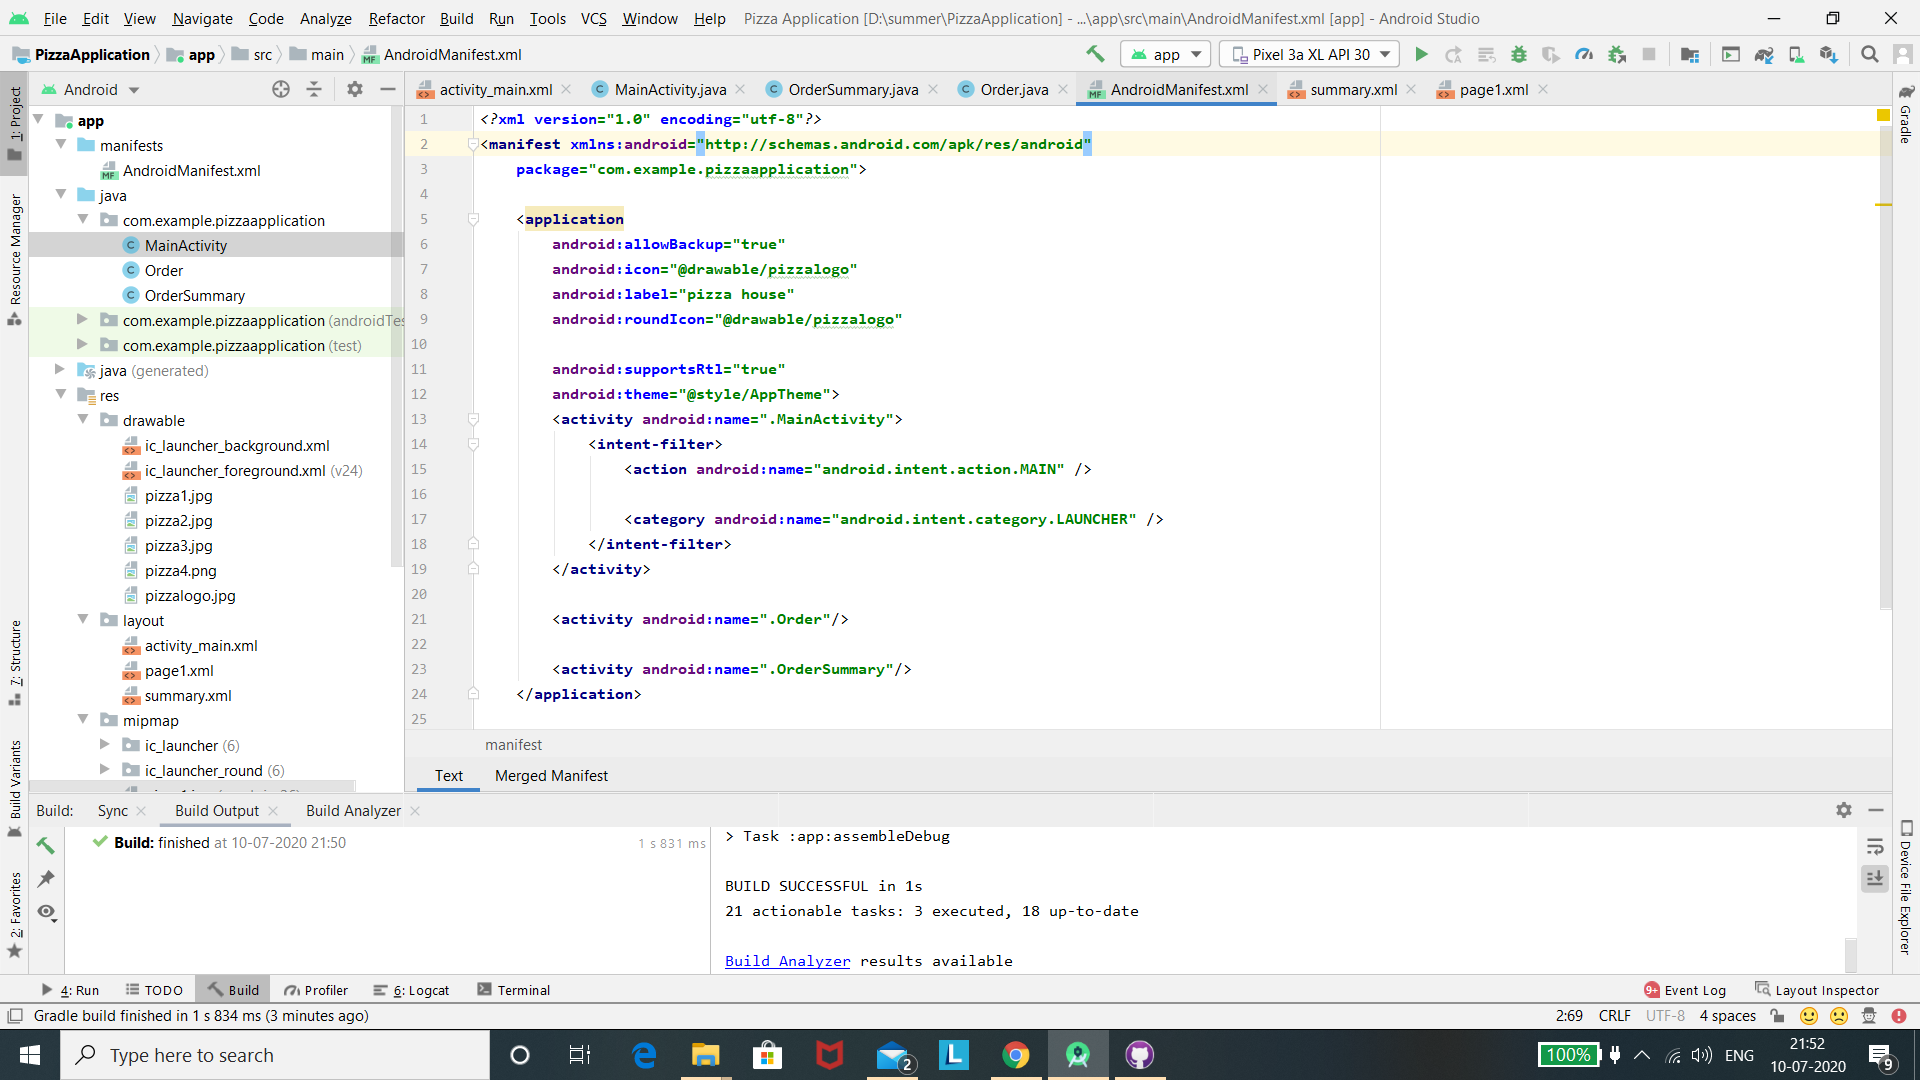 File Edit View Navigate Code Analyze Refactor Build Run Tools VCS Window Help Pizza Application [D:\summer\PizzaApplication] - ...\app\src\main\AndroidManifest.xml [app] - Android Studio
PizzaApplication app src main AndroidManifest.xml app Pixel 3a XL API 30
Android
activity_main.xml MainActivity.java OrderSummary.java Order.java AndroidManifest.xml summary.xml page1.xml
1: Project
Resource Manager
7: Structure
Build Variants
2: Favorites
app
manifests
AndroidManifest.xml
java
com.example.pizzaapplication
MainActivity
Order
OrderSummary
com.example.pizzaapplication (androidTes
com.example.pizzaapplication (test)
java (generated)
res
drawable
ic_launcher_background.xml
ic_launcher_foreground.xml (v24)
pizza1.jpg
pizza2.jpg
pizza3.jpg
pizza4.png
pizzalogo.jpg
layout
activity_main.xml
page1.xml
summary.xml
mipmap
ic_launcher (6)
ic_launcher_round (6)
1 <?xml version="1.0" encoding="utf-8"?>
2 <manifest xmlns:android="http://schemas.android.com/apk/res/android"
3 package="com.example.pizzaapplication">
4
5 <application
6 android:allowBackup="true"
7 android:icon="@drawable/pizzalogo"
8 android:label="pizza house"
9 android:roundIcon="@drawable/pizzalogo"
10
11 android:supportsRtl="true"
12 android:theme="@style/AppTheme">
13 <activity android:name=".MainActivity">
14 <intent-filter>
15 <action android:name="android.intent.action.MAIN" />
16
17 <category android:name="android.intent.category.LAUNCHER" />
18 </intent-filter>
19 </activity>
20
21 <activity android:name=".Order"/>
22
23 <activity android:name=".OrderSummary"/>
24 </application>
25
manifest
Text Merged Manifest
Gradle
Device File Explorer
Build: Sync Build Output Build Analyzer
Build: finished at 10-07-2020 21:50 1 s 831 ms
> Task :app:assembleDebug
BUILD SUCCESSFUL in 1s
21 actionable tasks: 3 executed, 18 up-to-date
Build Analyzer results available
4: Run TODO Build Profiler 6: Logcat Terminal 9+ Event Log Layout Inspector
Gradle build finished in 1 s 834 ms (3 minutes ago) 2:69 CRLF UTF-8 4 spaces
Type here to search 2 L 100% ENG 21:52
10-07-2020 9